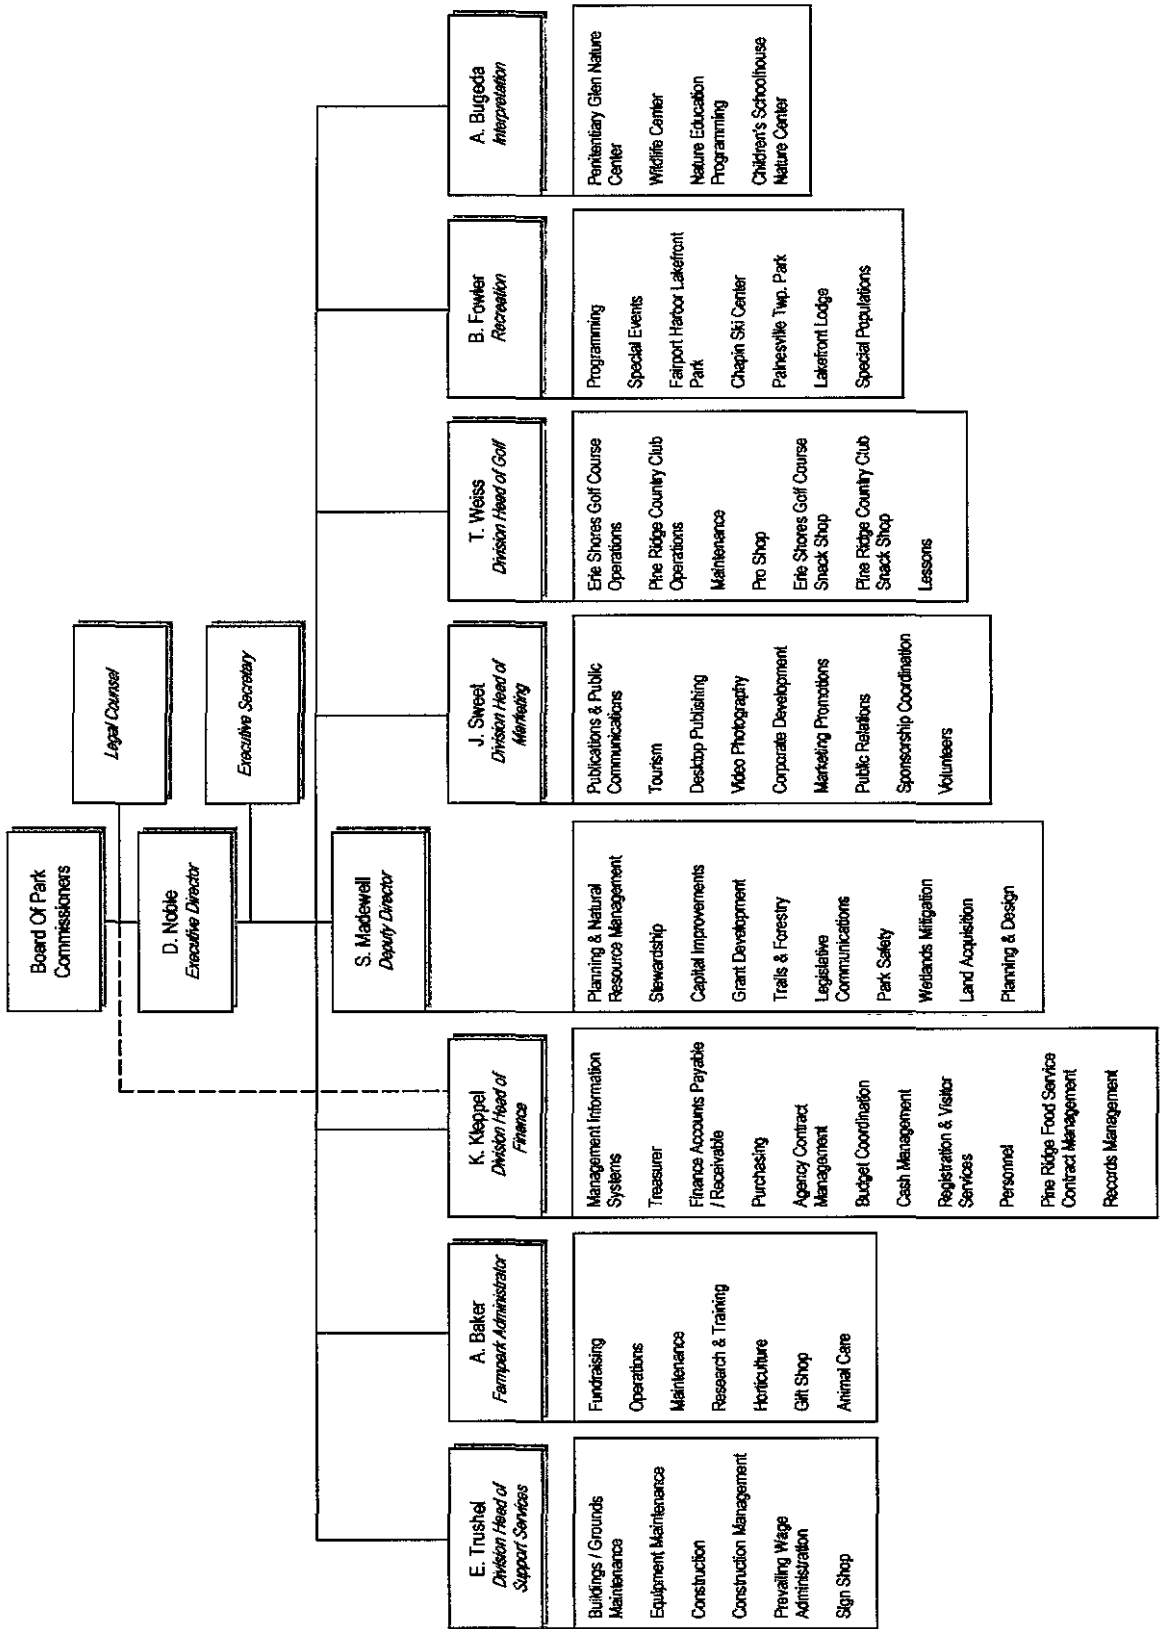 Board Of Park
Commissioners
Legal Counsel
D. Noble
Executive Director
Executive Secretary
S. Madewell
Deputy Director
E. Trushel
Division Head of
Support Services
Buildings / Grounds
Maintenance
Equipment Maintenance
Construction
Construction Management
Prevailing Wage
Administration
Sign Shop
A. Baker
Farmpark Administrator
Fundraising
Operations
Maintenance
Research & Training
Horticulture
Gift Shop
Animal Care
K. Kleppel
Division Head of
Finance
Management Information
Systems
Treasurer
Finance Accounts Payable
/ Receivable
Purchasing
Agency Contract
Management
Budget Coordination
Cash Management
Registration & Visitor
Services
Personnel
Pine Ridge Food Service
Contract Management
Records Management
Planning & Natural
Resource Management
Stewardship
Capital Improvements
Grant Development
Trails & Forestry
Legislative
Communications
Park Safety
Wetlands Mitigation
Land Acquisition
Planning & Design
J. Sweet
Division Head of
Marketing
Publications & Public
Communications
Tourism
Desktop Publishing
Video Photography
Corporate Development
Marketing Promotions
Public Relations
Sponsorship Coordination
Volunteers
T. Weiss
Division Head of Golf
Erie Shores Golf Course
Operations
Pine Ridge Country Club
Operations
Maintenance
Pro Shop
Erie Shores Golf Course
Snack Shop
Pine Ridge Country Club
Snack Shop
Lessons
B. Fowler
Recreation
Programming
Special Events
Fairport Harbor Lakefront
Park
Chapin Ski Center
Painesville Twp. Park
Lakefront Lodge
Special Populations
A. Bugeda
Interpretation
Penitentiary Glen Nature
Center
Wildlife Center
Nature Education
Programming
Children's Schoolhouse
Nature Center